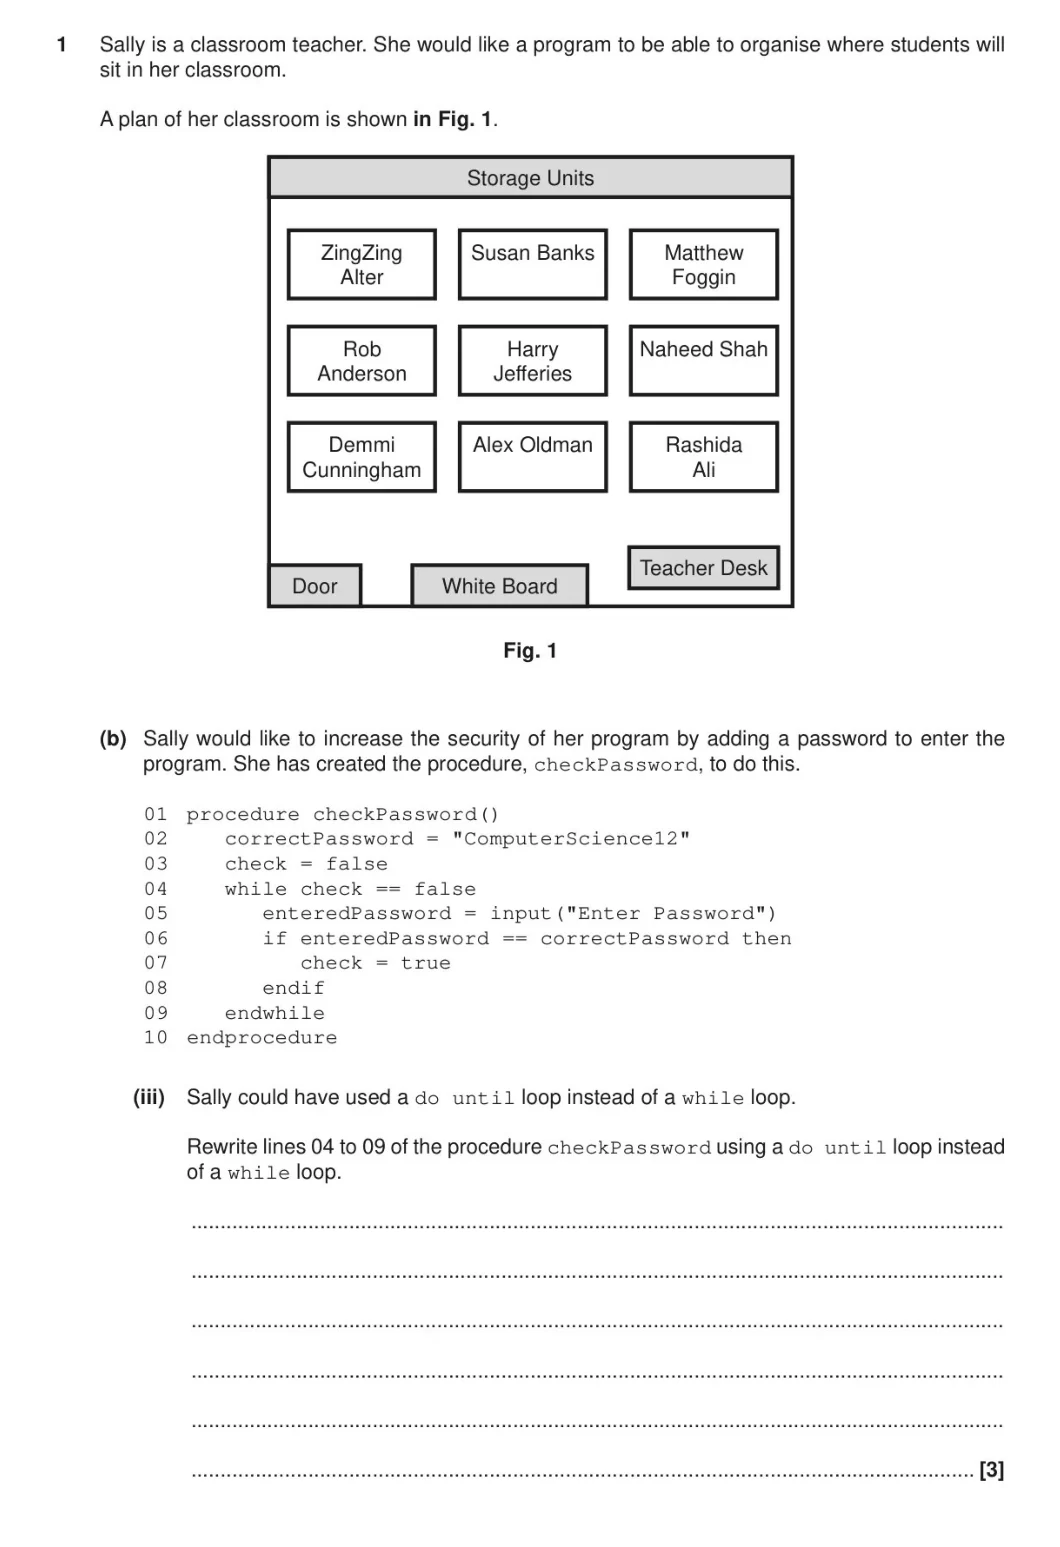 1 Sally is a classroom teacher. She would like a program to be able to organise where students will
sit in her classroom.
A plan of her classroom is shown in Fig. 1.
Storage Units
ZingZing
Alter
Susan Banks
Matthew
Foggin
Rob
Anderson
Harry
Jefferies
Naheed Shah
Demmi
Cunningham
Alex Oldman
Rashida
Ali
Door
White Board
Teacher Desk
Fig. 1
(b) Sally would like to increase the security of her program by adding a password to enter the
program. She has created the procedure, checkPassword, to do this.
01 procedure checkPassword()
02 correctPassword = "ComputerScience12"
03 check = false
04 while check == false
05 enteredPassword = input("Enter Password")
06 if enteredPassword == correctPassword then
07 check = true
08 endif
09 endwhile
10 endprocedure
(iii) Sally could have used a do until loop instead of a while loop.
Rewrite lines 04 to 09 of the procedure checkPassword using a do until loop instead
of a while loop.
[3]